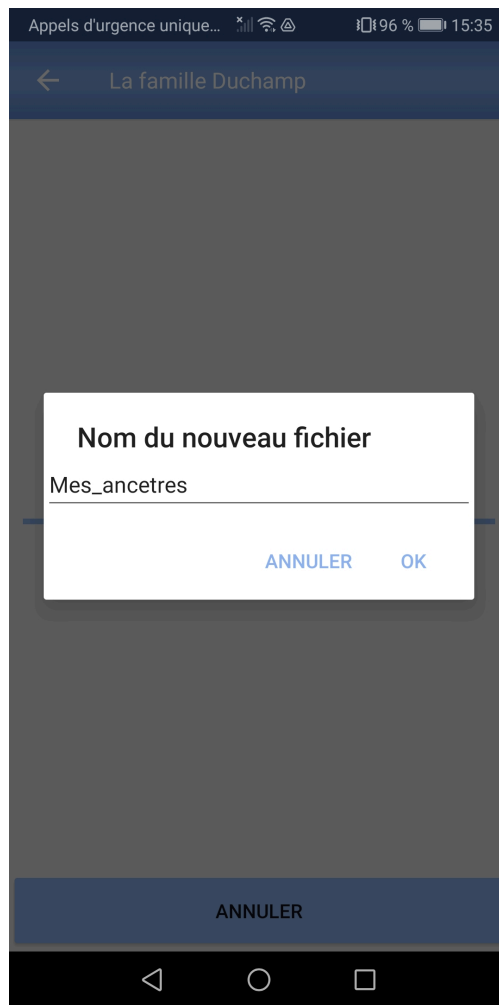 Appels d'urgence unique... 96 % 15:35
La famille Duchamp
Nom du nouveau fichier
Mes_ancetres
ANNULER OK
ANNULER